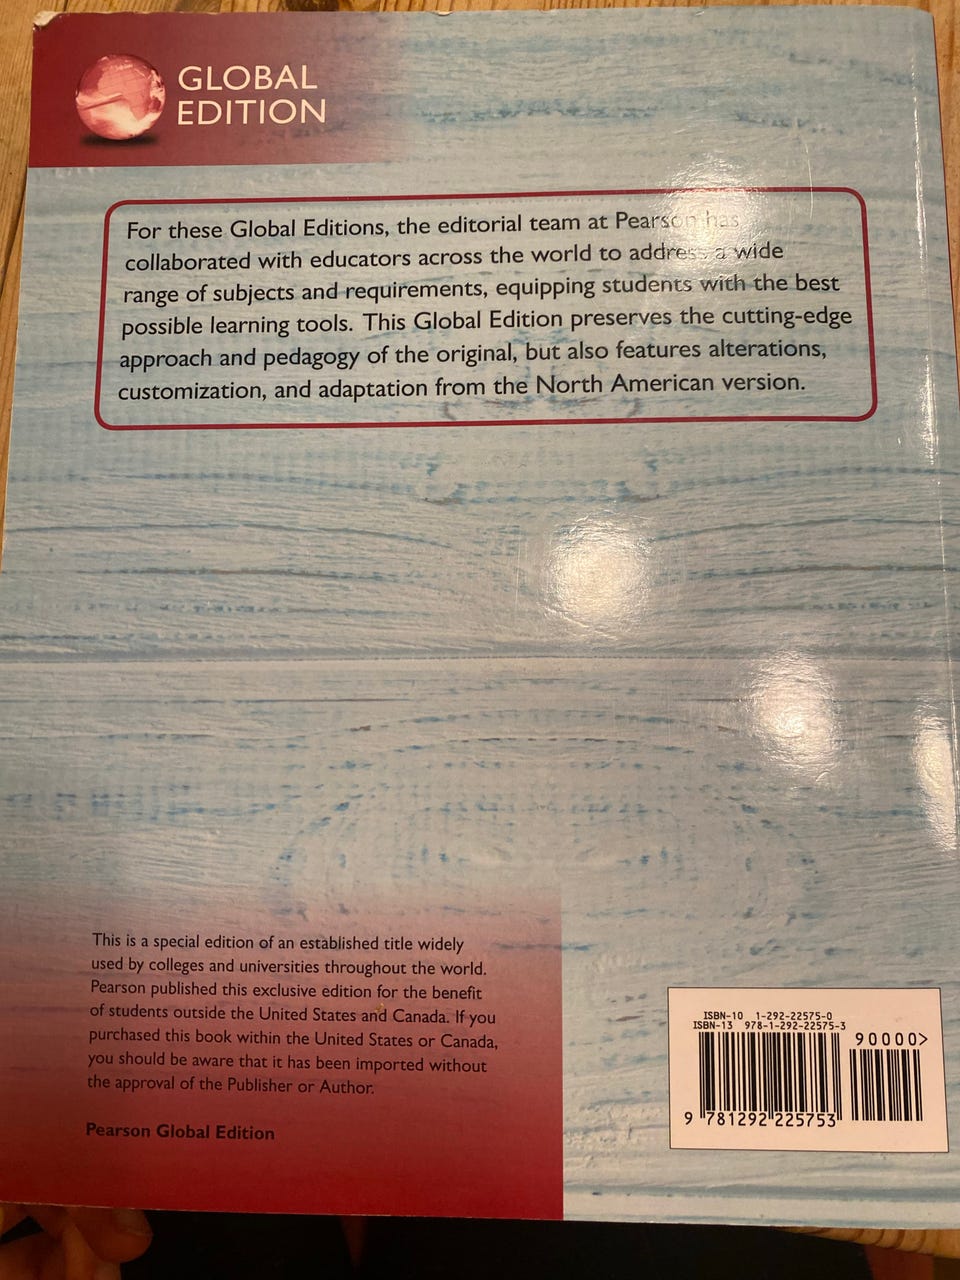 GLOBAL
EDITION
For these Global Editions, the editorial team at Pearson has
collaborated with educators across the world to address a wide
range of subjects and requirements, equipping students with the best
possible learning tools. This Global Edition preserves the cutting-edge
approach and pedagogy of the original, but also features alterations,
customization, and adaptation from the North American version.
This is a special edition of an established title widely
used by colleges and universities throughout the world.
Pearson published this exclusive edition for the benefit
of students outside the United States and Canada. If you
purchased this book within the United States or Canada,
you should be aware that it has been imported without
the approval of the Publisher or Author.
Pearson Global Edition
ISBN-10 1-292-22575-0
ISBN-13 978-1-292-22575-3
90000>
9 781292 225753